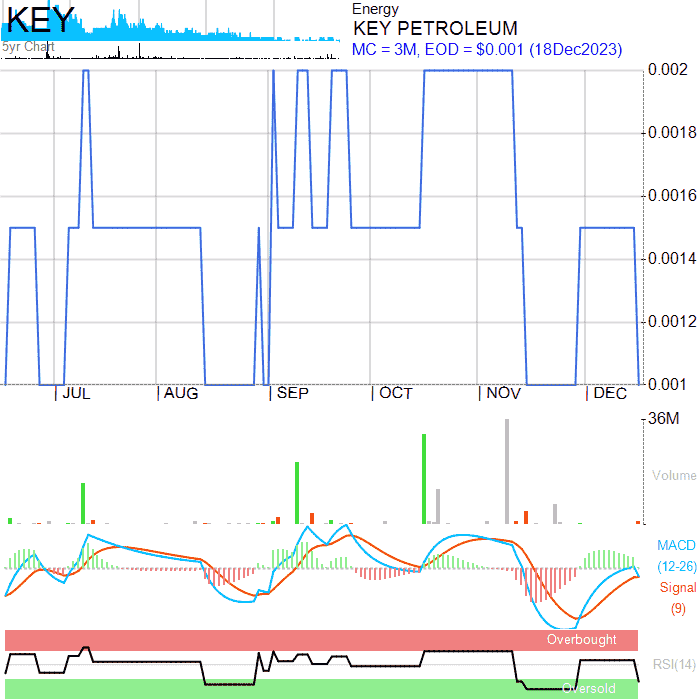 KEY
5yr Chart
Energy
KEY PETROLEUM
MC = 3M, EOD = $0.001 (18Dec2023)
0.002
0.0018
0.0016
0.0014
0.0012
0.001
JUL AUG SEP OCT NOV DEC
36M
Volume
MACD
(12-26)
Signal
(9)
Overbought
RSI(14)
Oversold